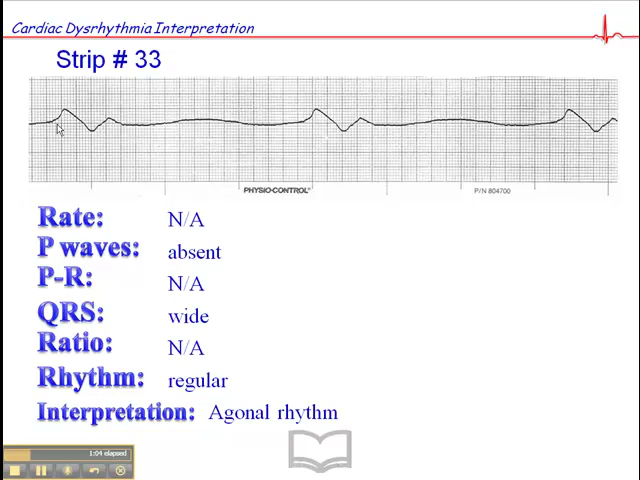 Cardiac Dysrhythmia Interpretation
Strip # 33
PHYSIO-CONTROL® P/N 804700
Rate: N/A
P waves: absent
P-R: N/A
QRS: wide
Ratio: N/A
Rhythm: regular
Interpretation: Agonal rhythm
1:04 elapsed